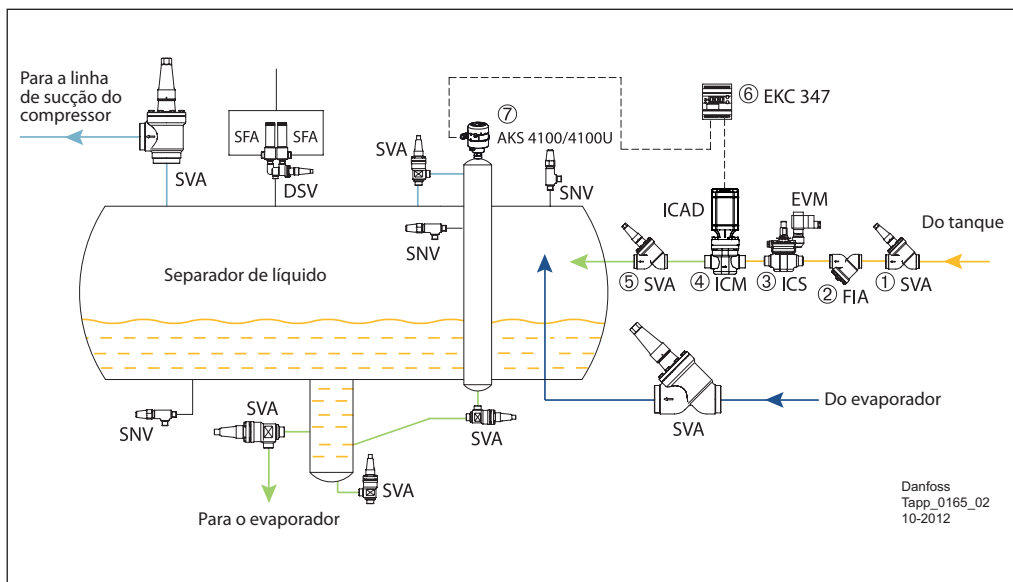 Para a linha
de sucção do
compressor
SVA
SFA
SFA
DSV
SVA
SNV
⑦
AKS 4100/4100U
SNV
⑥ EKC 347
ICAD
EVM
Do tanque
⑤ SVA
④ ICM
③ ICS
② FIA
① SVA
Separador de líquido
SNV
SVA
SVA
SVA
Para o evaporador
SVA
Do evaporador
Danfoss
Tapp_0165_02
10-2012